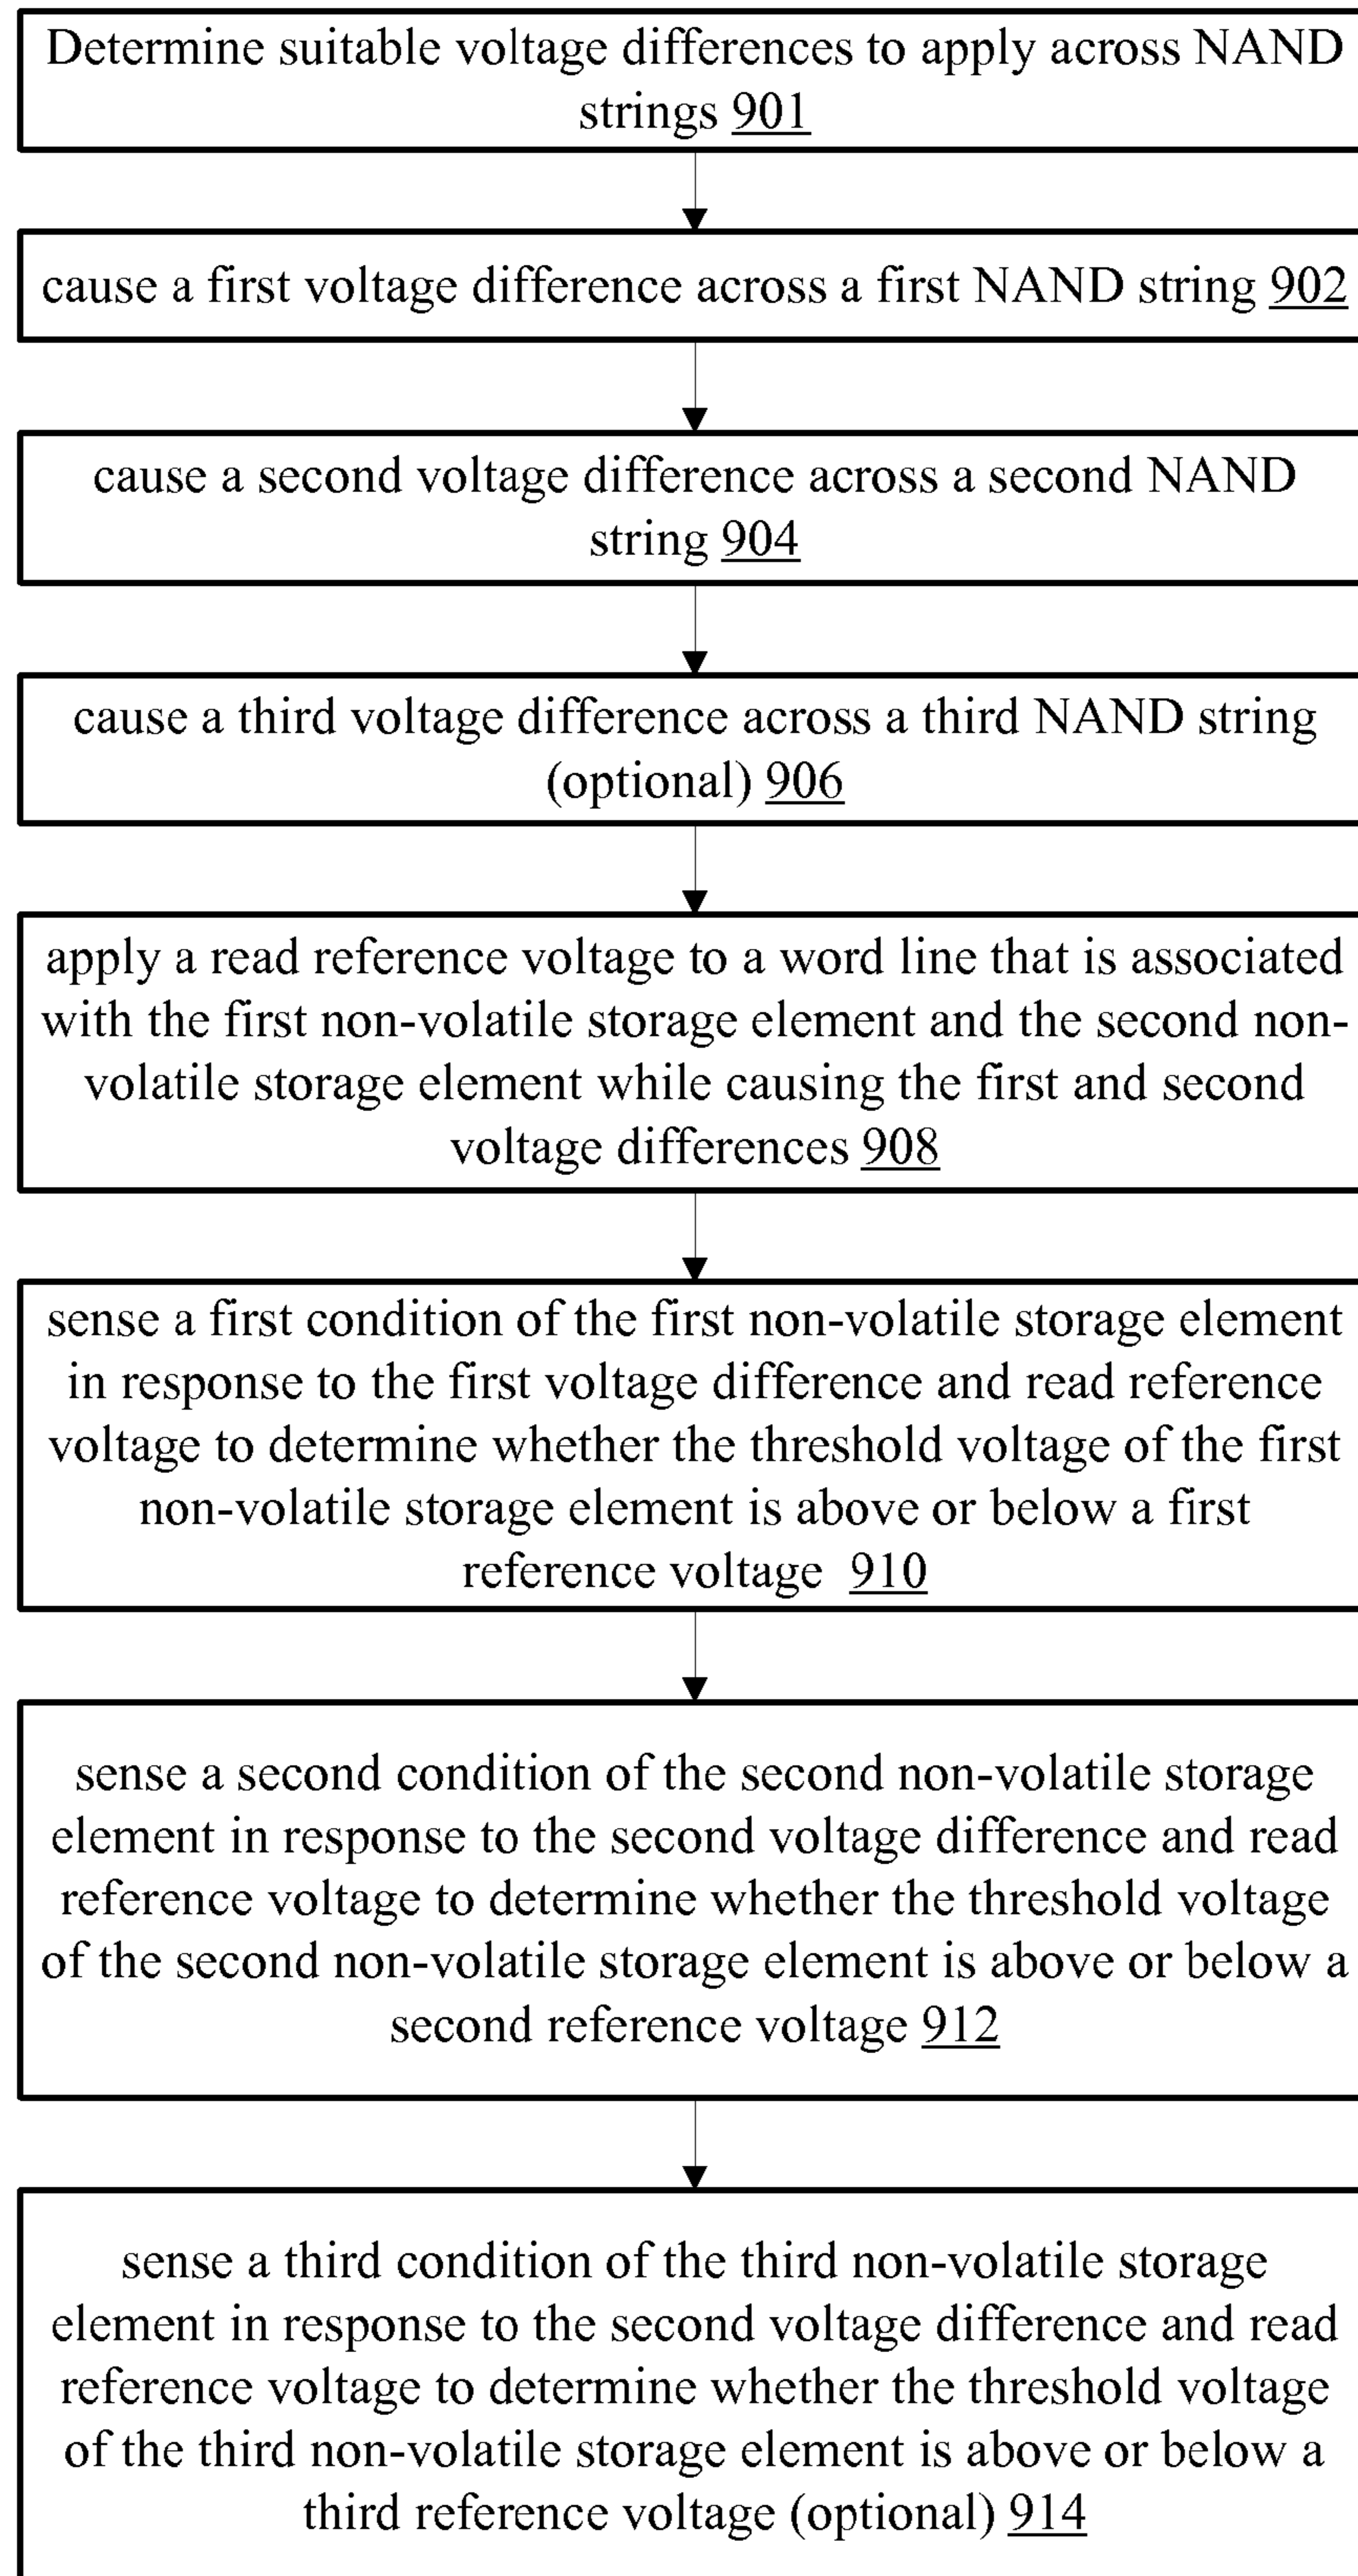 Determine suitable voltage differences to apply across NAND
strings 901
cause a first voltage difference across a first NAND string 902
cause a second voltage difference across a second NAND
string 904
cause a third voltage difference across a third NAND string
(optional) 906
apply a read reference voltage to a word line that is associated
with the first non-volatile storage element and the second non-
volatile storage element while causing the first and second
voltage differences 908
sense a first condition of the first non-volatile storage element
in response to the first voltage difference and read reference
voltage to determine whether the threshold voltage of the first
non-volatile storage element is above or below a first
reference voltage 910
sense a second condition of the second non-volatile storage
element in response to the second voltage difference and read
reference voltage to determine whether the threshold voltage
of the second non-volatile storage element is above or below a
second reference voltage 912
sense a third condition of the third non-volatile storage
element in response to the second voltage difference and read
reference voltage to determine whether the threshold voltage
of the third non-volatile storage element is above or below a
third reference voltage (optional) 914